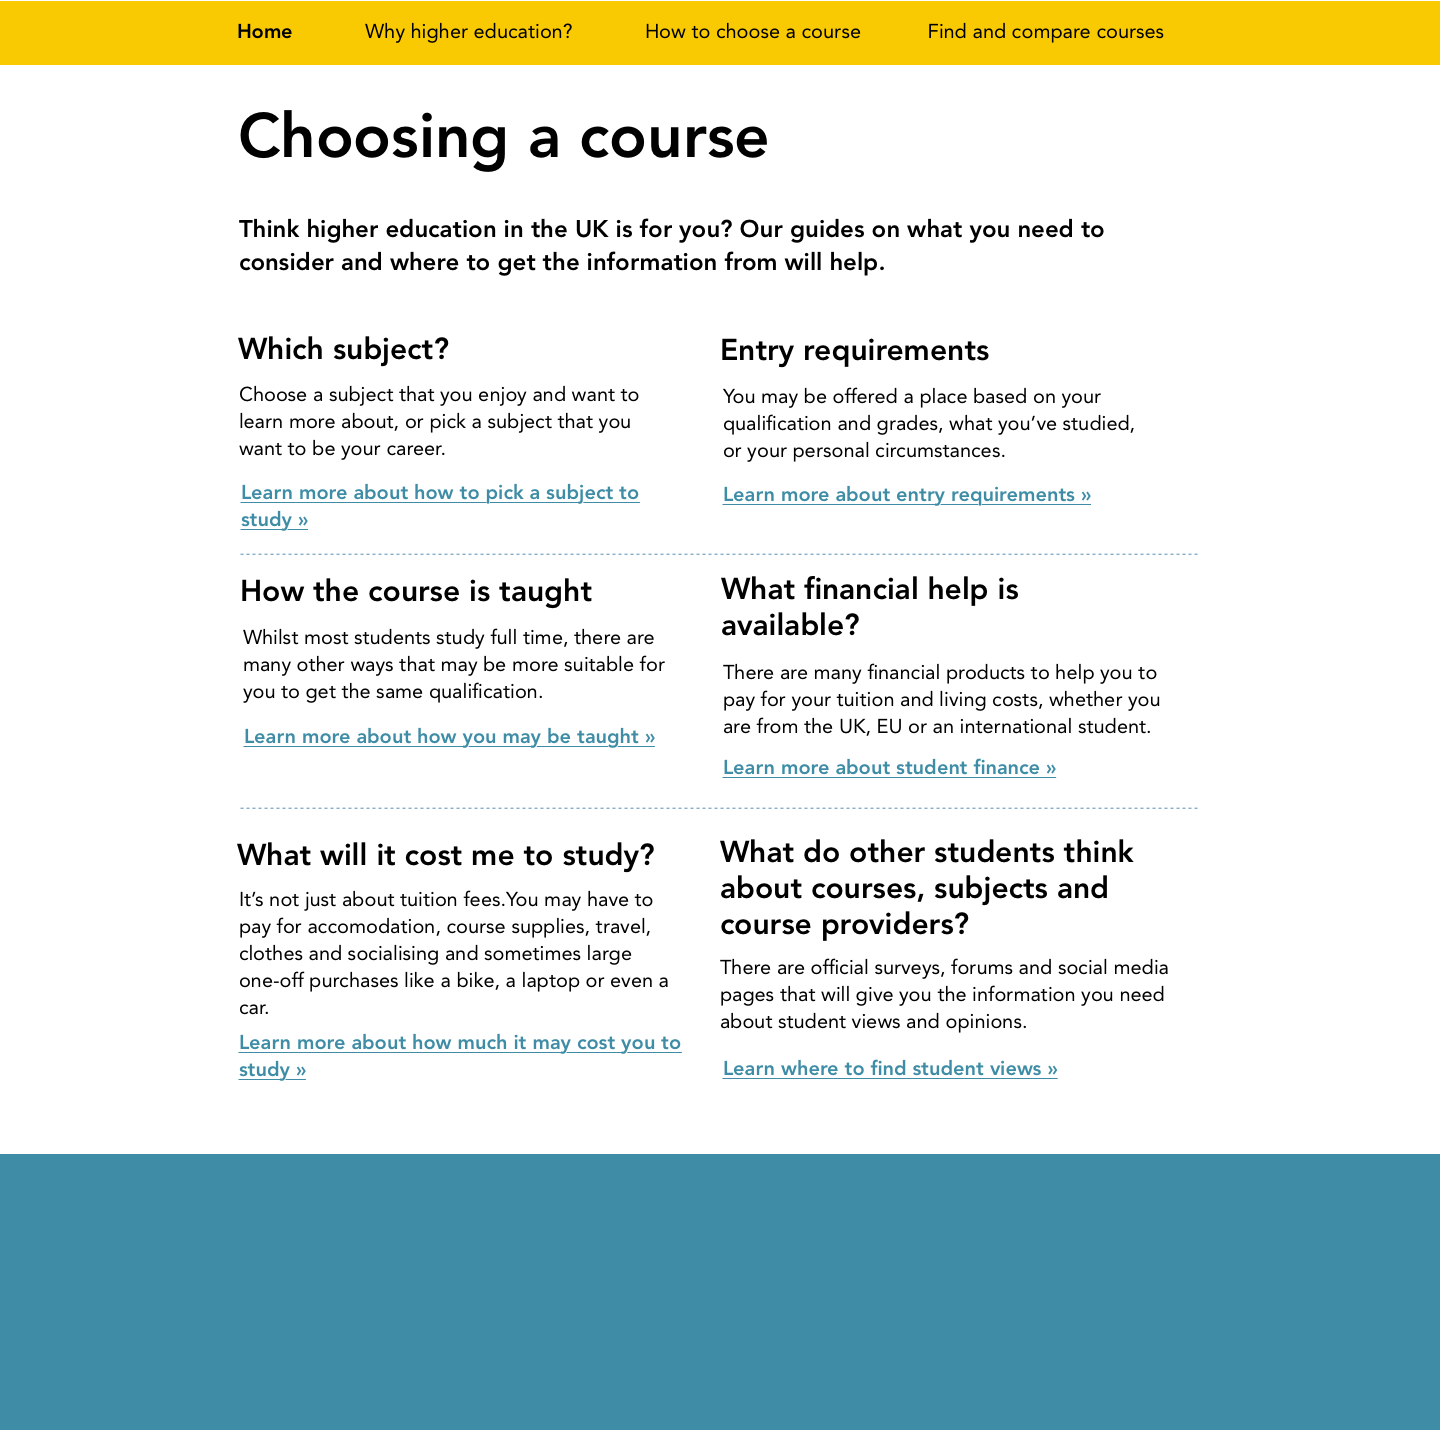 Home Why higher education? How to choose a course Find and compare courses
Choosing a course
Think higher education in the UK is for you? Our guides on what you need to
consider and where to get the information from will help.
Which subject?
Choose a subject that you enjoy and want to
learn more about, or pick a subject that you
want to be your career.
Learn more about how to pick a subject to
study »
Entry requirements
You may be offered a place based on your
qualification and grades, what you’ve studied,
or your personal circumstances.
Learn more about entry requirements »
How the course is taught
Whilst most students study full time, there are
many other ways that may be more suitable for
you to get the same qualification.
Learn more about how you may be taught »
What financial help is
available?
There are many financial products to help you to
pay for your tuition and living costs, whether you
are from the UK, EU or an international student.
Learn more about student finance »
What will it cost me to study?
It’s not just about tuition fees.You may have to
pay for accomodation, course supplies, travel,
clothes and socialising and sometimes large
one-off purchases like a bike, a laptop or even a
car.
Learn more about how much it may cost you to
study »
What do other students think
about courses, subjects and
course providers?
There are official surveys, forums and social media
pages that will give you the information you need
about student views and opinions.
Learn where to find student views »